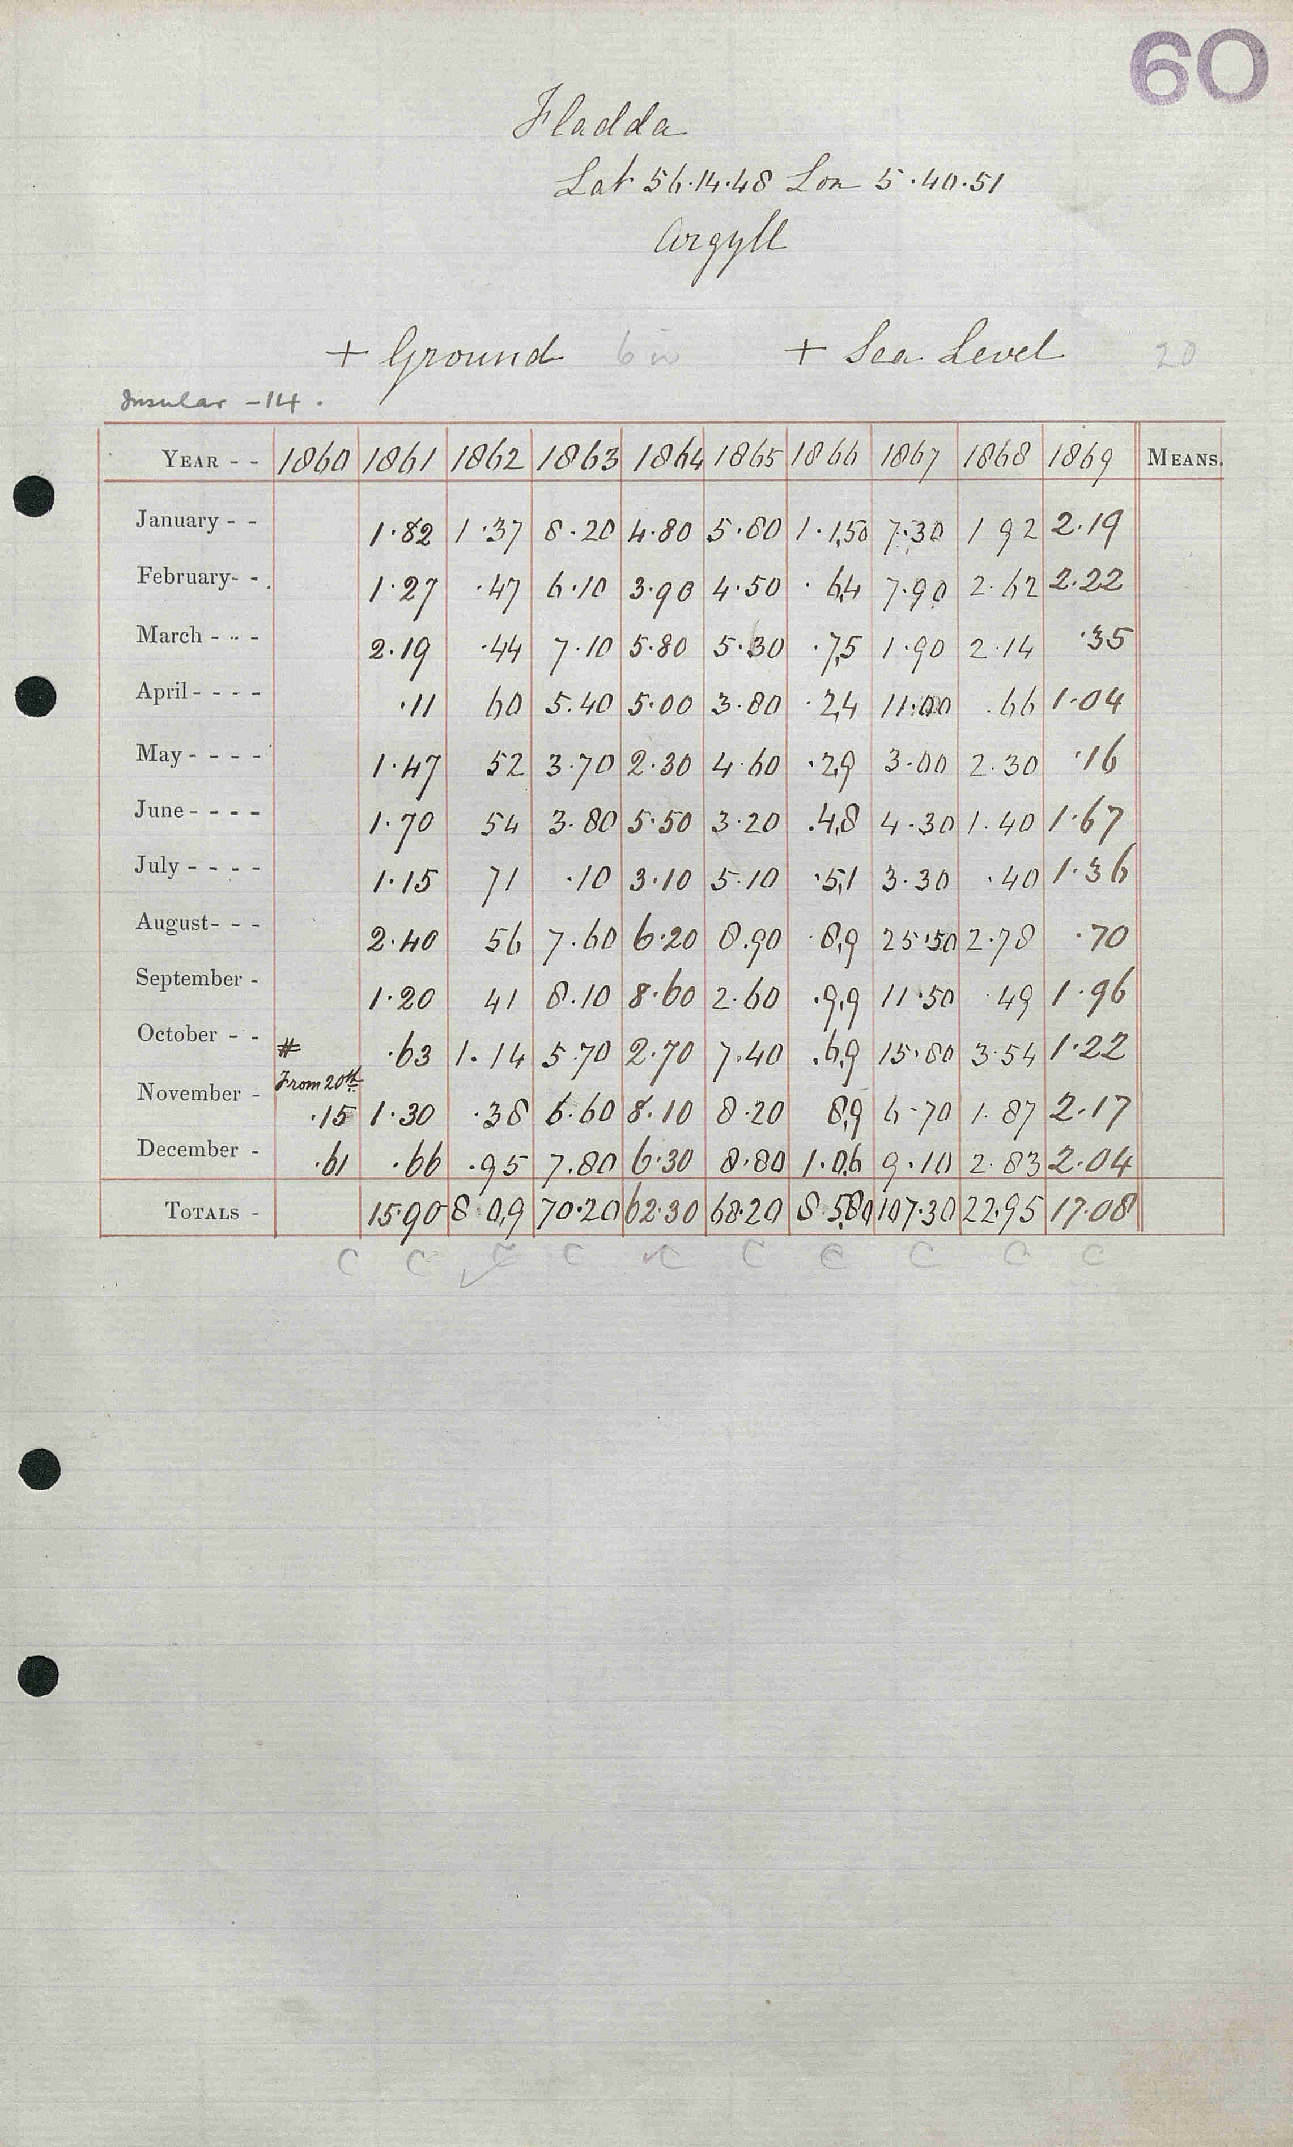 60
Fladda
Lat 56.14.48 Lon 5.40.51
Argyll
+ Ground 6 in + Sea Level 20
Insular -14.
YEAR - - 1860 1861 1862 1863 1864 1865 1866 1867 1868 1869 MEANS.
January - - 1.82 1.37 8.20 4.80 5.80 1.1,50 7.30 1 92 2.19
February- - 1.27 .47 6.10 3.90 4.50 .6,4 7.90 2.62 2.22
March - - - 2.19 .44 7.10 5.80 5.30 .7,5 1.90 2.14 .35
April - - - - .11 60 5.40 5.00 3.80 .2,4 11.00 .66 1.04
May - - - - 1.47 52 3.70 2.30 4.60 .2,9 3.00 2.30 .16
June - - - - 1.70 54 3.80 5.50 3.20 .4,8 4.30 1.40 1.67
July - - - - 1.15 71 .10 3.10 5.10 .5,1 3.30 .40 1.36
August- - - 2.40 56 7.60 6.20 8.90 .8,9 25.50 2.78 .70
September - 1.20 41 8.10 8.60 2.60 .9,9 11.50 .49 1.96
October - - # .63 1.14 5.70 2.70 7.40 .6,9 15.80 3.54 1.22
From 20th
November - .15 1.30 .38 6.60 8.10 8.20 8,9 6.70 1.87 2.17
December - .61 .66 .95 7.80 6.30 8.80 1.0,6 9.10 2.83 2.04
TOTALS - 15.90 8 0,9 70.20 62.30 68.20 8.5,80 107.30 22.95 17.08
C C C C C C C C C C